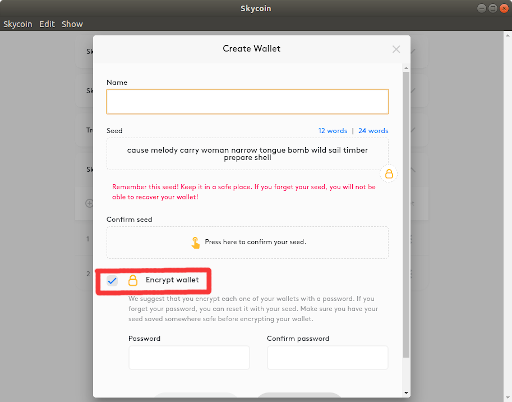 Skycoin
Skycoin Edit Show
Create Wallet
Name
Seed
12 words | 24 words
cause melody carry woman narrow tongue bomb wild sail timber
prepare shell
Remember this seed! Keep it in a safe place. If you forget your seed, you will not be
able to recover your wallet!
Confirm seed
Press here to confirm your seed.
Encrypt wallet
We suggest that you encrypt each one of your wallets with a password. If you
forget your password, you can reset it with your seed. Make sure you have your
seed saved somewhere safe before encrypting your wallet.
Password
Confirm password
1
2